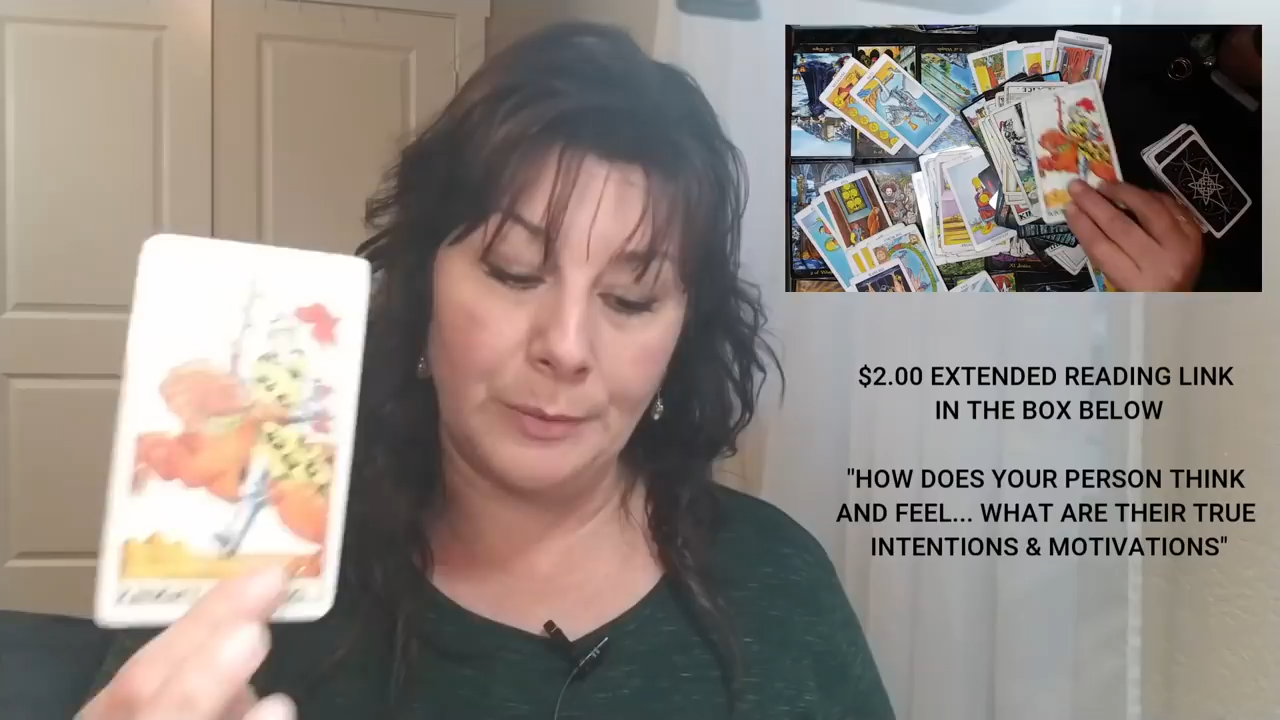 $2.00 EXTENDED READING LINK
IN THE BOX BELOW
"HOW DOES YOUR PERSON THINK
AND FEEL... WHAT ARE THEIR TRUE
INTENTIONS & MOTIVATIONS"